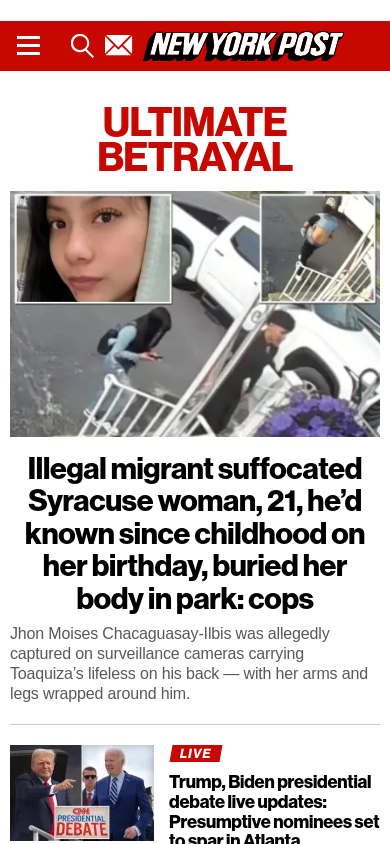 NEW YORK POST
ULTIMATE
BETRAYAL
Illegal migrant suffocated
Syracuse woman, 21, he’d
known since childhood on
her birthday, buried her
body in park: cops
Jhon Moises Chacaguasay-Ilbis was allegedly
captured on surveillance cameras carrying
Toaquiza’s lifeless on his back — with her arms and
legs wrapped around him.
CNN
PRESIDENTIAL
DEBATE
LIVE
Trump, Biden presidential
debate live updates:
Presumptive nominees set
to spar in Atlanta